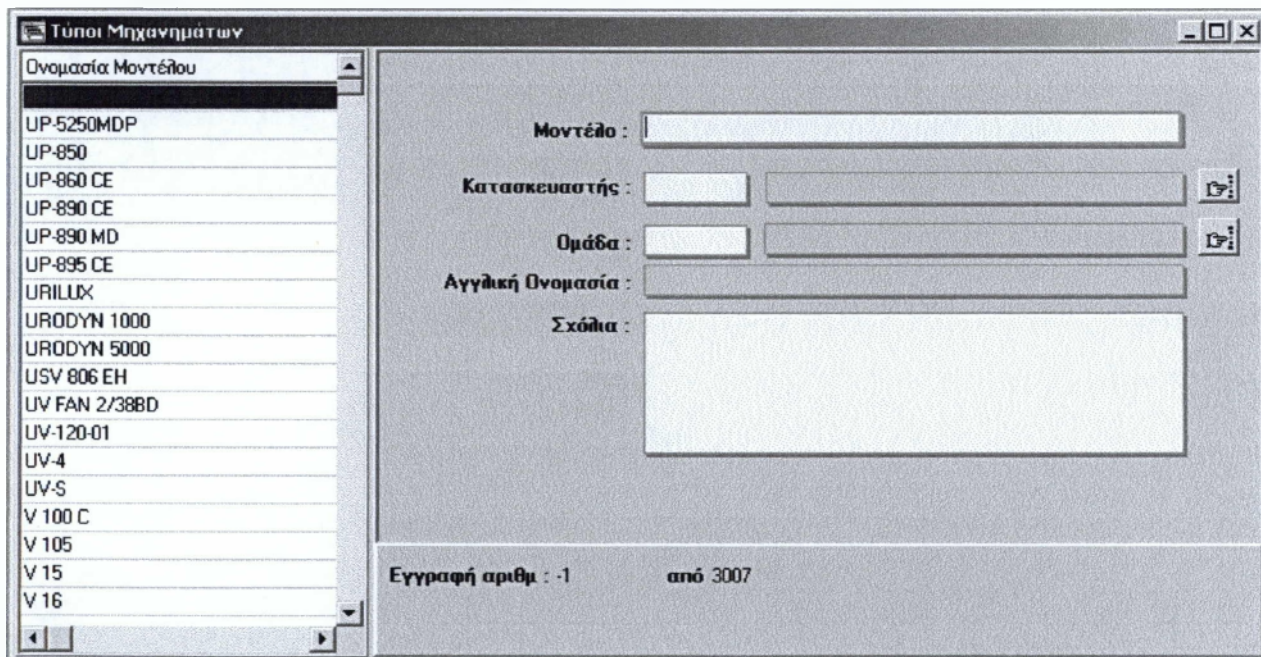 Τύποι Μηχανημάτων
Ονομασία Μοντέλου
UP-5250MDP
UP-850
UP-860 CE
UP-890 CE
UP-890 MD
UP-895 CE
URILUX
URODYN 1000
URODYN 5000
USV 806 EH
UV FAN 2/38BD
UV-120-01
UV-4
UV-S
V 100 C
V 105
V 15
V 16
Μοντέλο :
Κατασκευαστής :
Ομάδα :
Αγγλική Ονομασία :
Σχόλια :
Εγγραφή αριθμ : -1 από 3007